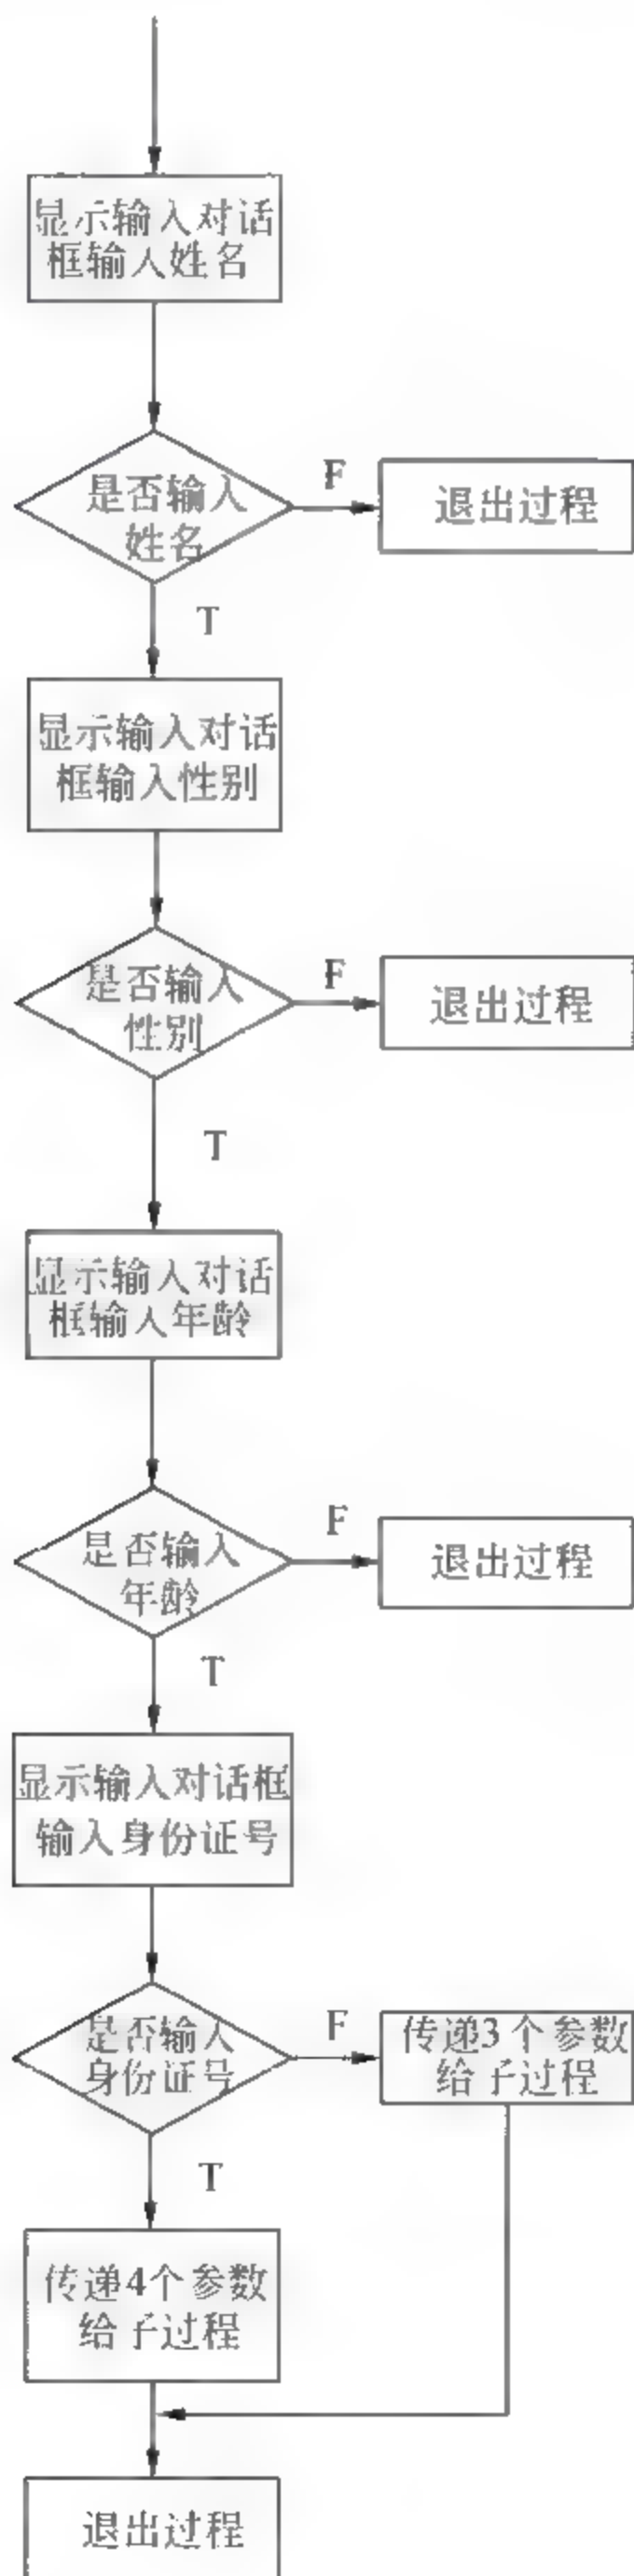 显示输入对话
框输入姓名
是否输入
姓名
F
退出过程
T
显示输入对话
框输入性别
是否输入
性别
F
退出过程
T
显示输入对话
框输入年龄
是否输入
年龄
F
退出过程
T
显示输入对话框
输入身份证号
是否输入
身份证号
F
传递3个参数
给子过程
T
传递4个参数
给子过程
退出过程